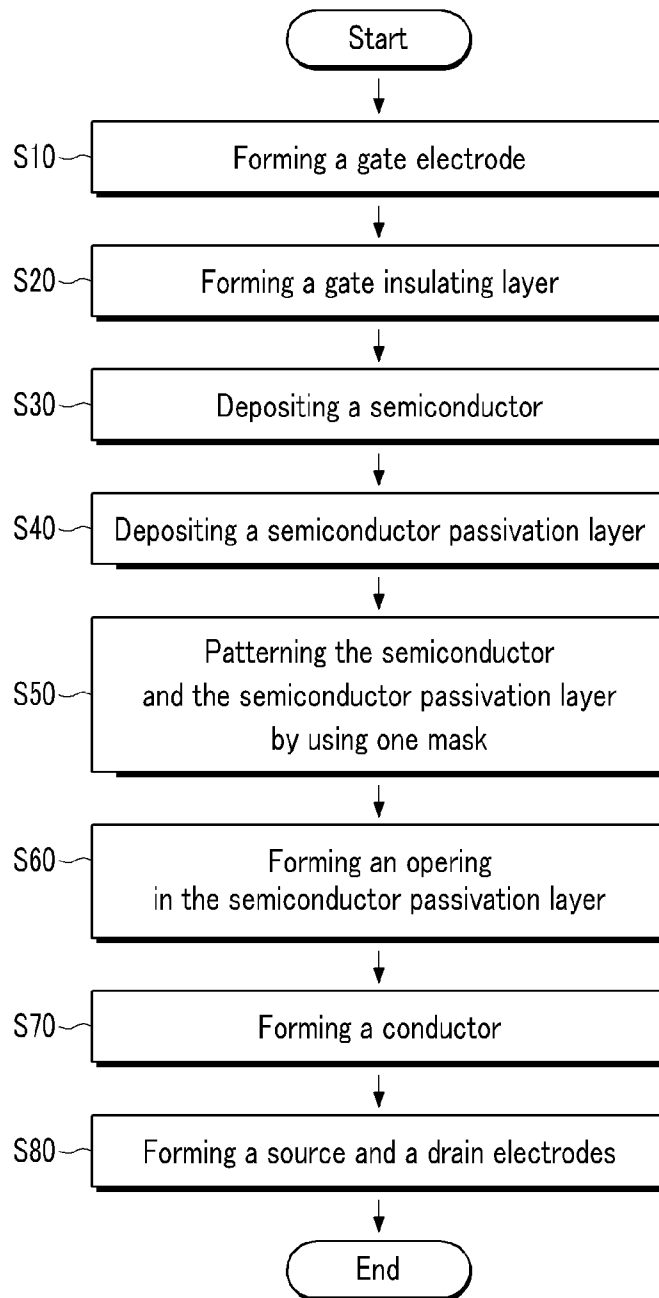 Start
S10
Forming a gate electrode
S20
Forming a gate insulating layer
S30
Depositing a semiconductor
S40
Depositing a semiconductor passivation layer
S50
Patterning the semiconductor
and the semiconductor passivation layer
by using one mask
S60
Forming an opering
in the semiconductor passivation layer
S70
Forming a conductor
S80
Forming a source and a drain electrodes
End